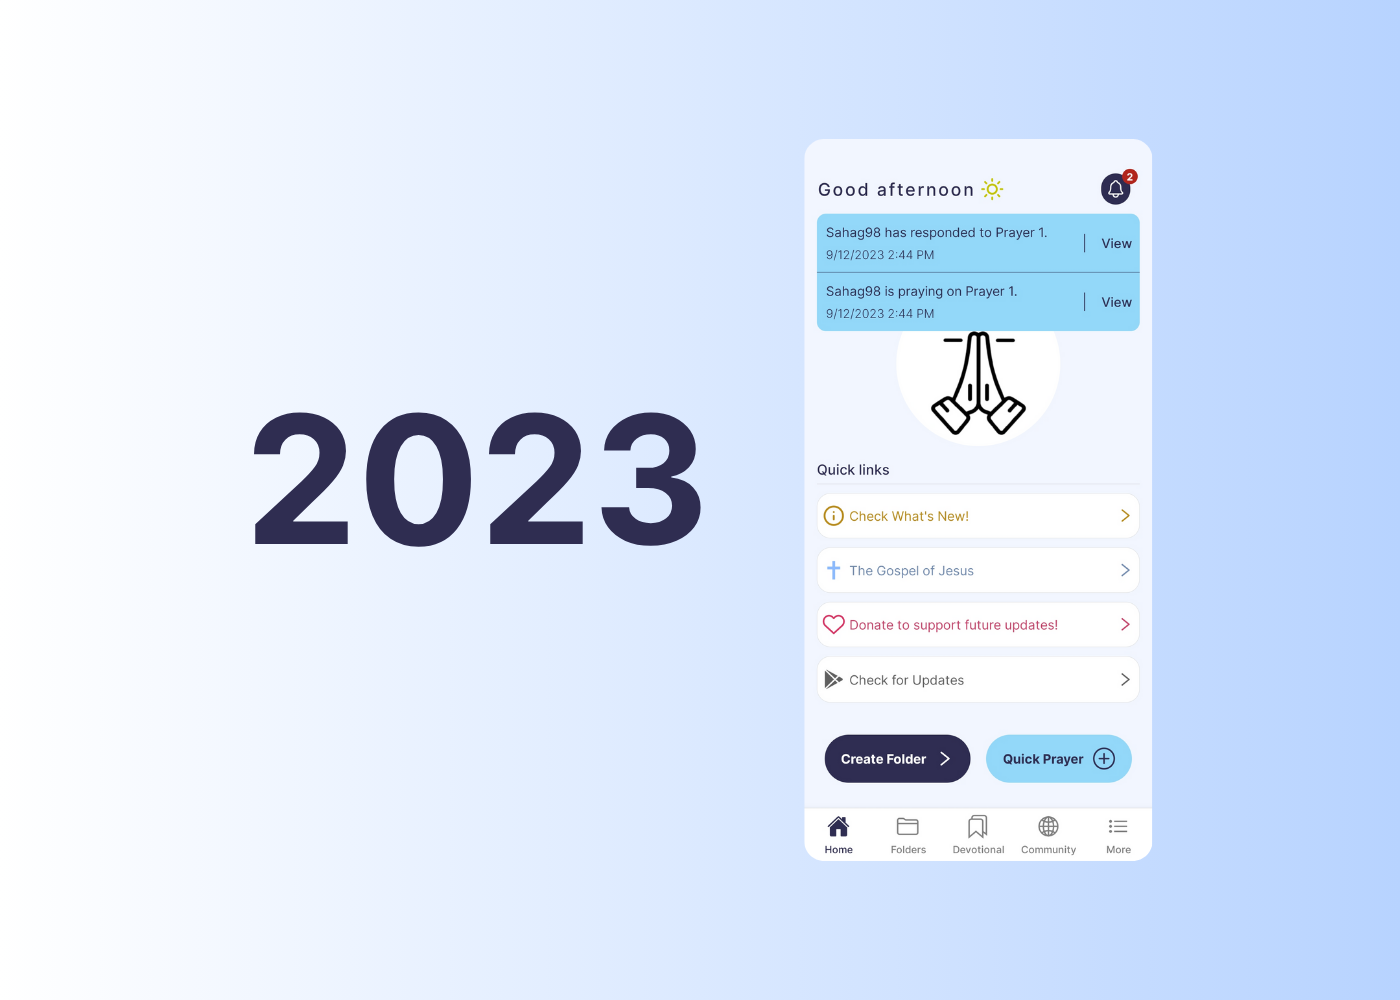 2023
Good afternoon
2
Sahag98 has responded to Prayer 1.
9/12/2023 2:44 PM
View
Sahag98 is praying on Prayer 1.
9/12/2023 2:44 PM
View
Quick links
Check What's New!
The Gospel of Jesus
Donate to support future updates!
Check for Updates
Create Folder
Quick Prayer
Home
Folders
Devotional
Community
More